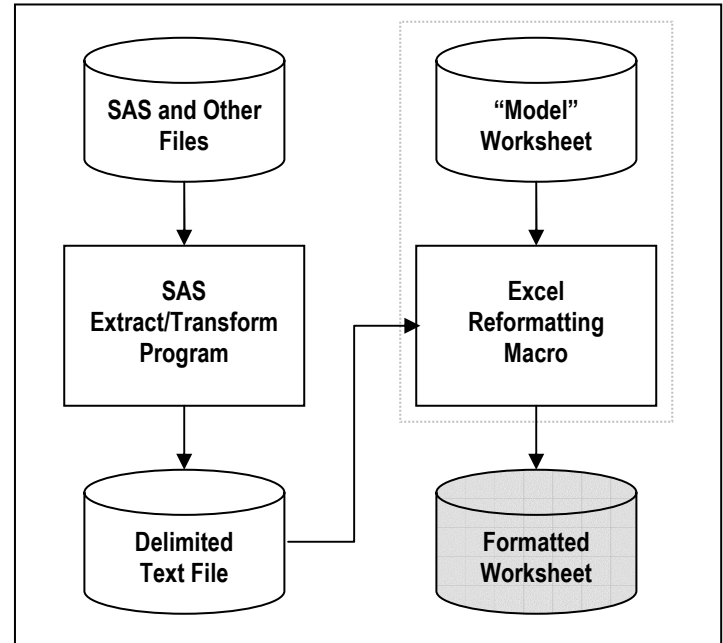 SAS and Other
Files
“Model”
Worksheet
SAS
Extract/Transform
Program
Excel
Reformatting
Macro
Delimited
Text File
Formatted
Worksheet